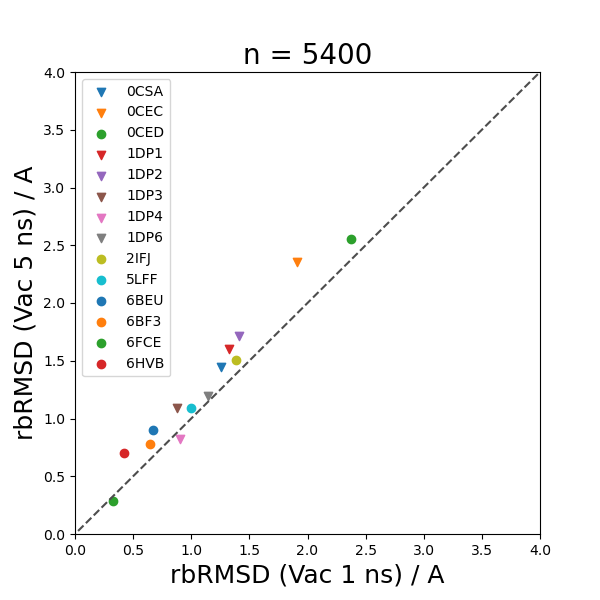 n = 5400
rbRMSD (Vac 5 ns) / A
4.0
3.5
3.0
2.5
2.0
1.5
1.0
0.5
0.0
0CSA
0CEC
0CED
1DP1
1DP2
1DP3
1DP4
1DP6
2IFJ
5LFF
6BEU
6BF3
6FCE
6HVB
0.0 0.5 1.0 1.5 2.0 2.5 3.0 3.5 4.0
rbRMSD (Vac 1 ns) / A